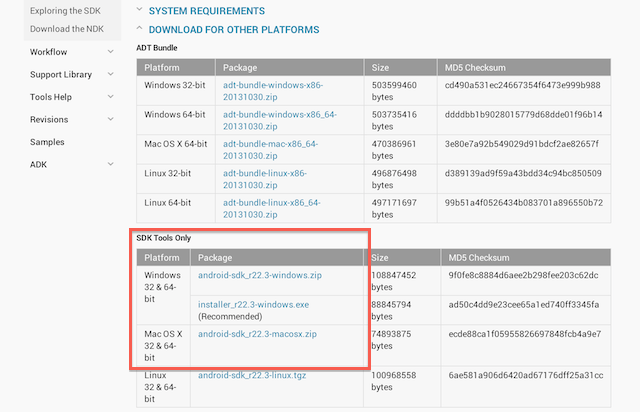 Exploring the SDK
Download the NDK
Workflow
Support Library
Tools Help
Revisions
Samples
ADK
SYSTEM REQUIREMENTS
DOWNLOAD FOR OTHER PLATFORMS
ADT Bundle
Platform Package Size MD5 Checksum
Windows 32-bit adt-bundle-windows-x86- 503599460 cd490a531ec24667354f6473e999b988
20131030.zip bytes
Windows 64-bit adt-bundle-windows-x86_64- 503735416 ddddbb1b9028015779d68dde01f96b14
20131030.zip bytes
Mac OS X 64-bit adt-bundle-mac-x86_64- 470386961 3e80e7a92b549029d91bdcf2ae82657f
20131030.zip bytes
Linux 32-bit adt-bundle-linux-x86- 496876498 d389139ad9f59a43bdd34c94bc850509
20131030.zip bytes
Linux 64-bit adt-bundle-linux-x86_64- 497171697 99b51a4f0526434b083701a896550b72
20131030.zip bytes
SDK Tools Only
Platform Package Size MD5 Checksum
Windows android-sdk_r22.3-windows.zip 108847452 9f0fe8c8884d6aee2b298fee203c62dc
32 & 64- bytes
bit
installer_r22.3-windows.exe 88845794 ad50c4dd9e23cee65a1ed740ff3345fa
(Recommended) bytes
Mac OS X android-sdk_r22.3-macosx.zip 74893875 ecde88ca1f05955826697848fcb4a9e7
32 & 64- bytes
bit
Linux android-sdk_r22.3-linux.tgz 100968558 6ae581a906d6420ad67176dff25a31cc
32 & 64- bytes
bit